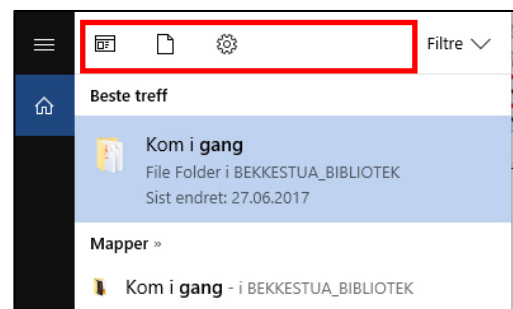 Filtre
Beste treff
Kom i gang
File Folder i BEKKESTUA_BIBLIOTEK
Sist endret: 27.06.2017
Mapper »
Kom i gang - i BEKKESTUA_BIBLIOTEK